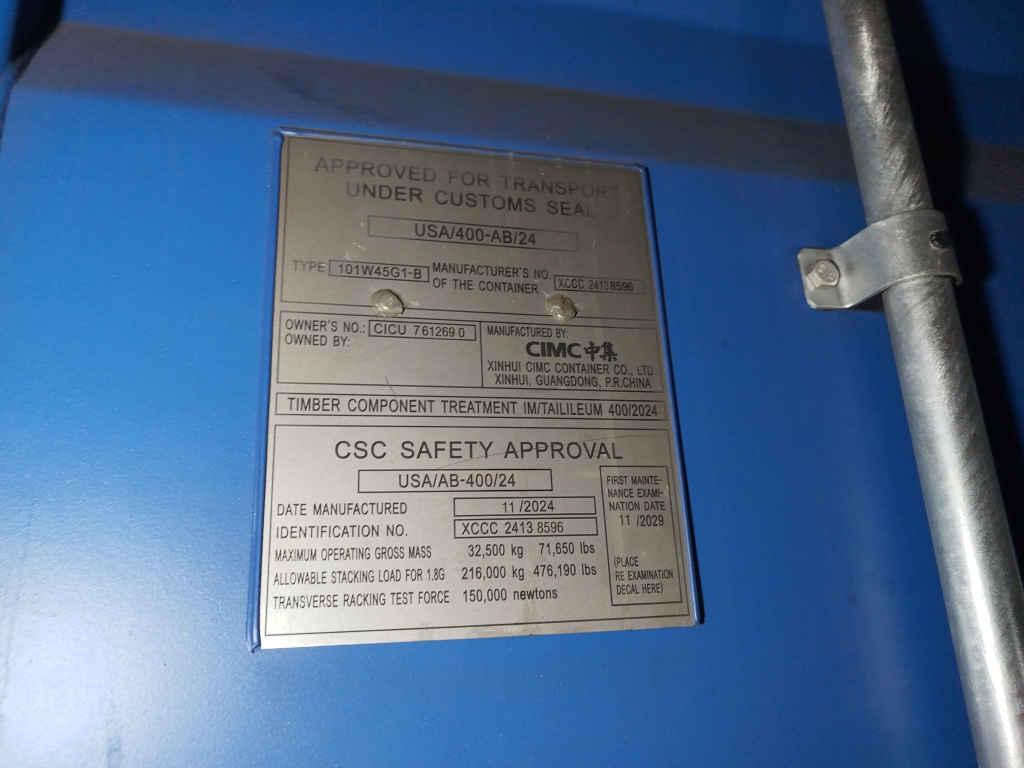 APPROVED FOR TRANSPORT
UNDER CUSTOMS SEAL
USA/400-AB/24
TYPE 101W45G1-B
MANUFACTURER'S NO.
OF THE CONTAINER XCCC 2413 8596
OWNER'S NO.: CICU 761269 0
OWNED BY:
MANUFACTURED BY:
CIMC 中集
XINHUI CIMC CONTAINER CO., LTD
XINHUI, GUANGDONG, P.R.CHINA
TIMBER COMPONENT TREATMENT IM/TAILILEUM 400/2024
CSC SAFETY APPROVAL
USA/AB-400/24
DATE MANUFACTURED 11 /2024
IDENTIFICATION NO. XCCC 2413 8596
MAXIMUM OPERATING GROSS MASS 32,500 kg 71,650 lbs
ALLOWABLE STACKING LOAD FOR 1.8G 216,000 kg 476,190 lbs
TRANSVERSE RACKING TEST FORCE 150,000 newtons
FIRST MAINTE-
NANCE EXAMI-
NATION DATE
11 /2029
(PLACE
RE EXAMINATION
DECAL HERE)